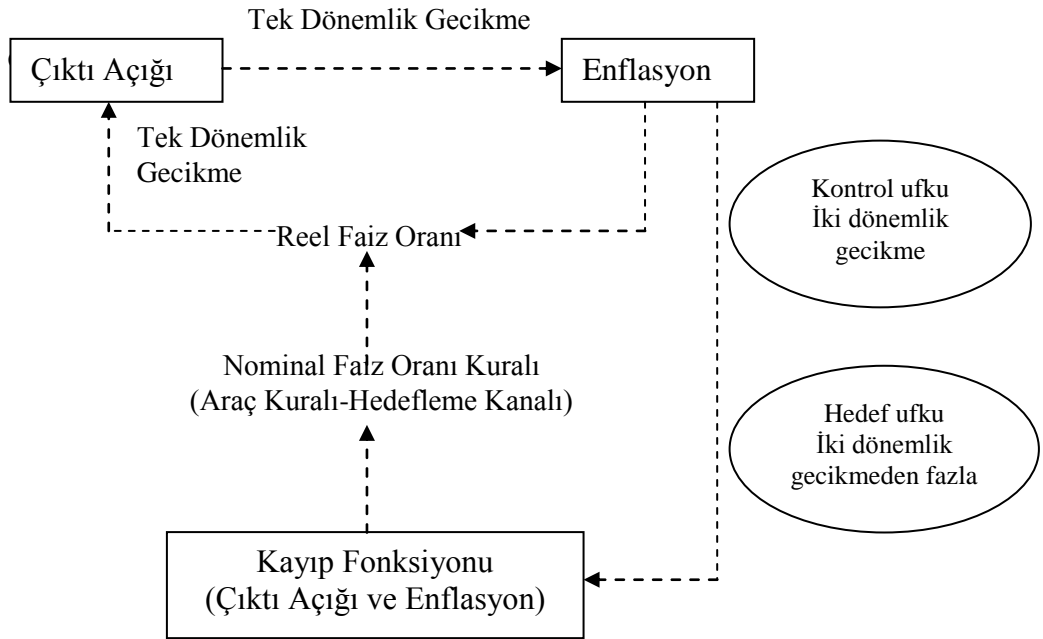 Tek Dönemlik Gecikme
Çıktı Açığı
Enflasyon
Tek Dönemlik
Gecikme
Kontrol ufku
İki dönemlik
gecikme
Reel Faiz Oranı
Nominal Faiz Oranı Kuralı
(Araç Kuralı-Hedefleme Kanalı)
Hedef ufku
İki dönemlik
gecikmeden fazla
Kayıp Fonksiyonu
(Çıktı Açığı ve Enflasyon)